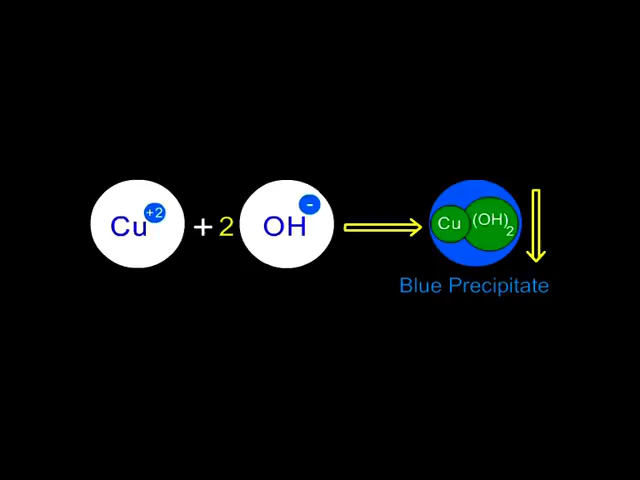 Cu +2 + 2 OH - Cu (OH)2
Blue Precipitate